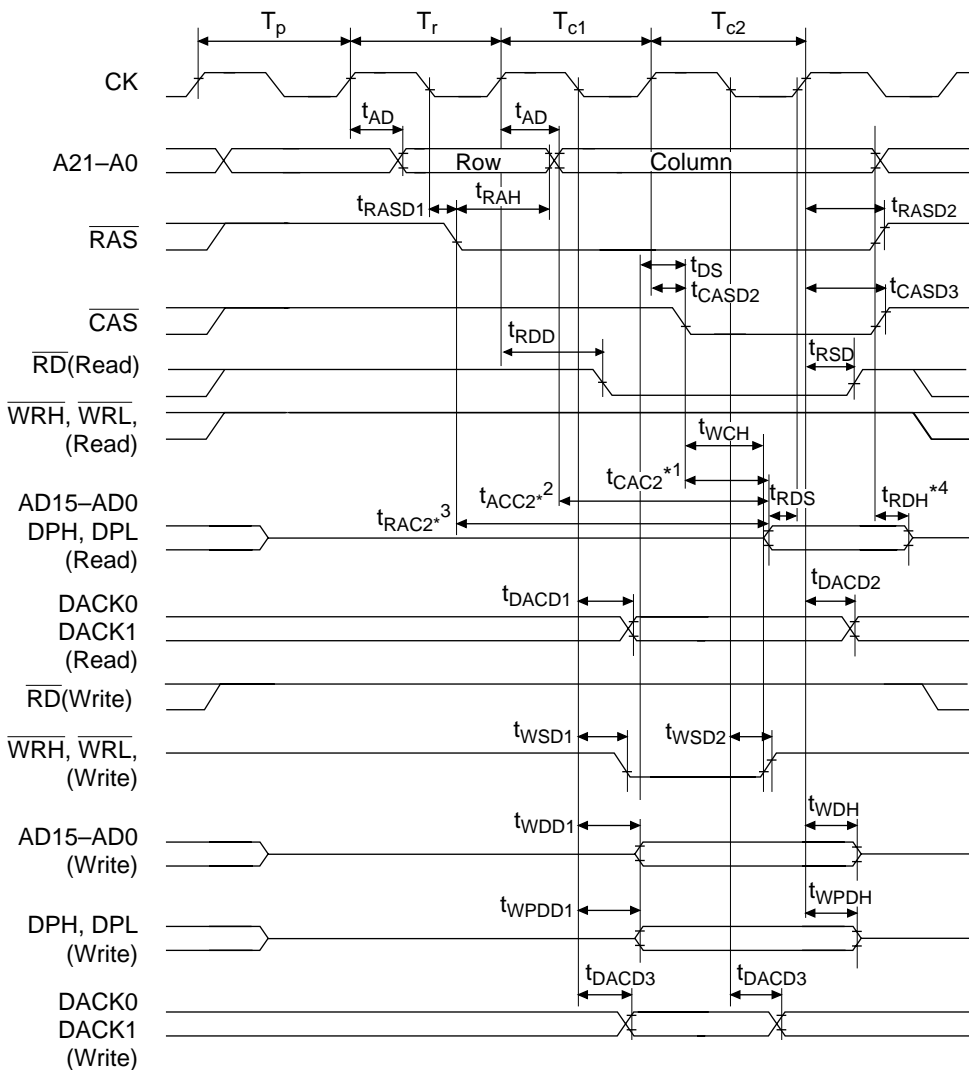 Tp Tr Tc1 Tc2
CK
tAD tAD
A21–A0 Row Column
tRASD1 tRAH tRASD2
RAS
tDS
tCASD2 tCASD3
CAS
tRDD tRSD
RD(Read)
WRH, WRL,
(Read)
tWCH
tCAC2*1
tACC2*2 tRDS tRDH*4
tRAC2*3
AD15–AD0
DPH, DPL
(Read)
tDACD1 tDACD2
DACK0
DACK1
(Read)
RD(Write)
tWSD1 tWSD2
WRH, WRL,
(Write)
tWDD1 tWDH
AD15–AD0
(Write)
tWPDD1 tWPDH
DPH, DPL
(Write)
tDACD3 tDACD3
DACK0
DACK1
(Write)